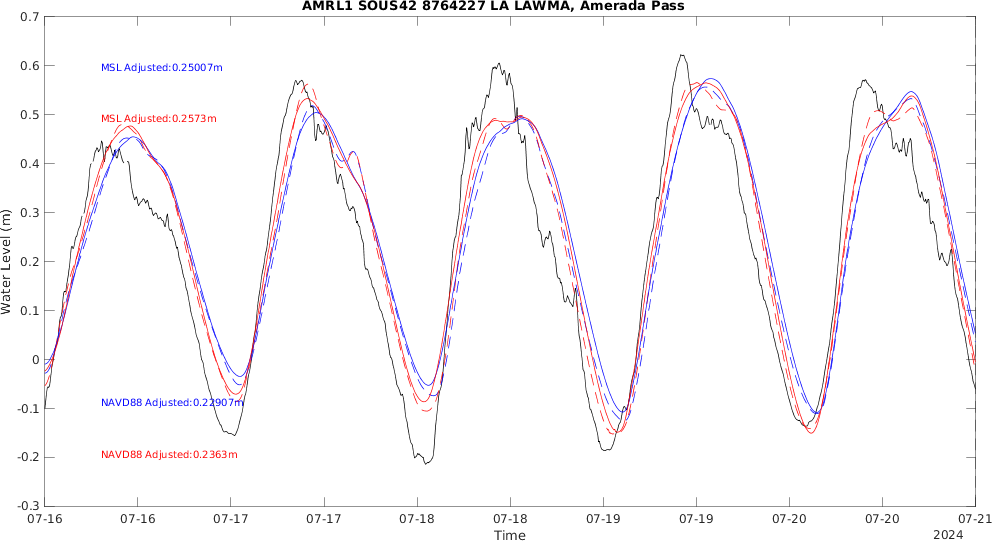 AMRL1 SOUS42 8764227 LA LAWMA, Amerada Pass
0.7
0.6
0.5
0.4
0.3
0.2
0.1
0
-0.1
-0.2
-0.3
Water Level (m)
MSL Adjusted:0.25007m
MSL Adjusted:0.2573m
NAVD88 Adjusted:0.22907m
NAVD88 Adjusted:0.2363m
07-16 07-16 07-17 07-17 07-18 07-18 07-19 07-19 07-20 07-20 07-21
Time
2024